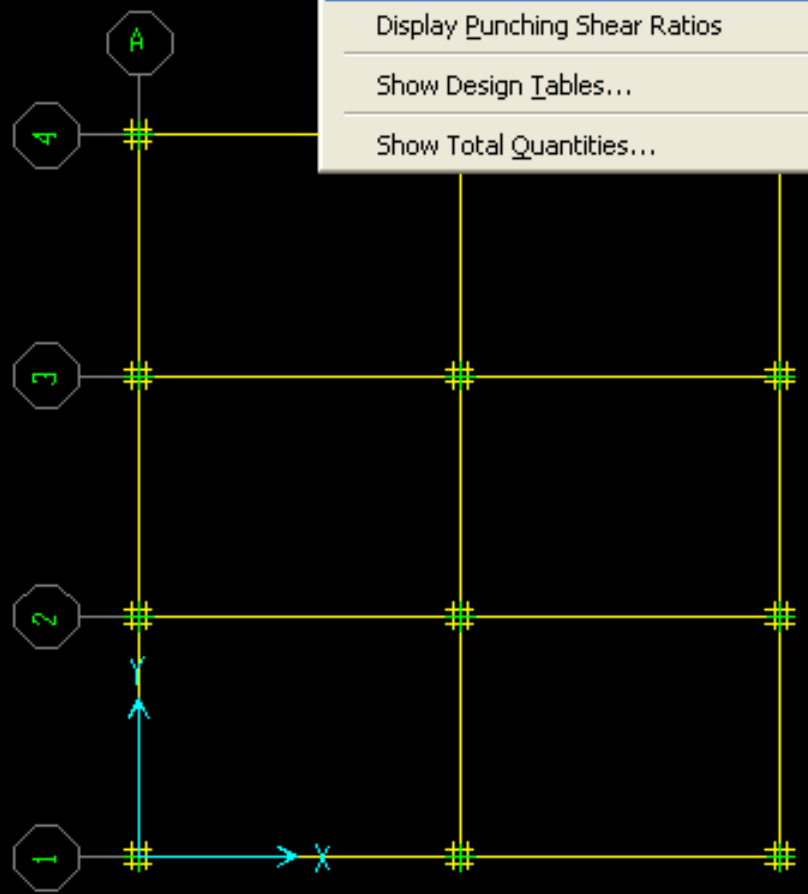 Display Punching Shear Ratios
Show Design Tables...
Show Total Quantities...
A
4
3
2
Y
1
X